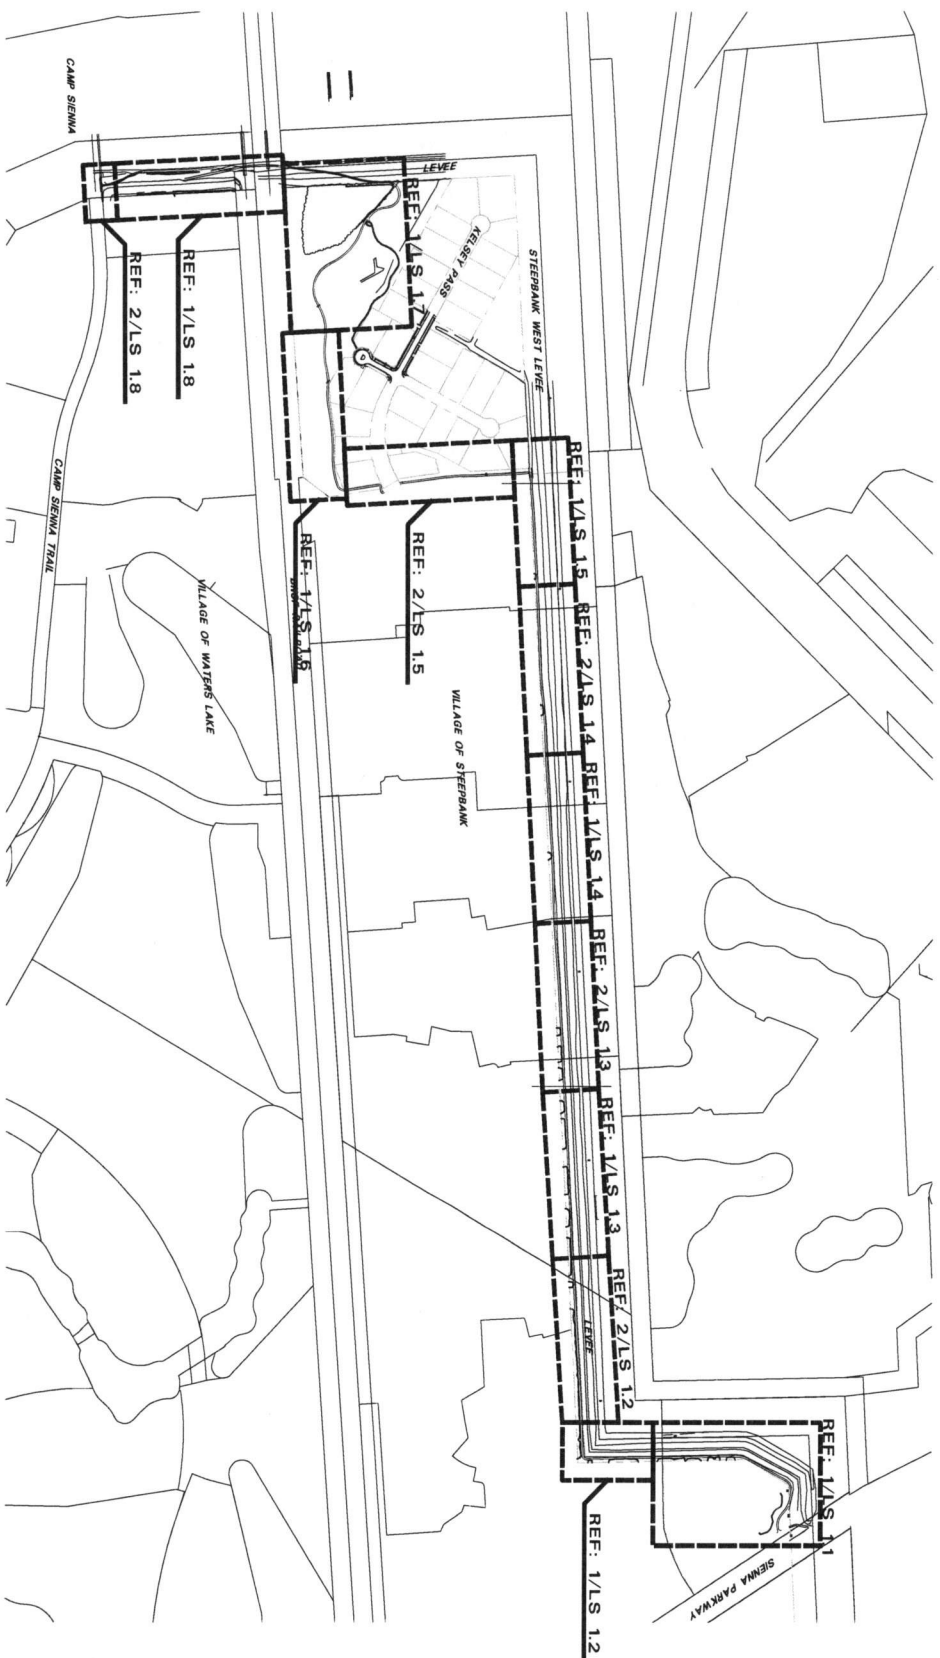 CAMP SIENNA
LEVEE
REF: 1/LS 1.7
KELSEY PASS
STEEPBANK WEST LEVEE
REF: 1/LS 1.8
REF: 2/LS 1.8
REF: 1/LS 1.5
REF: 2/LS 1.5
REF: 1/LS 1.6
CAMP SIENNA TRAIL
VILLAGE OF WATERS LAKE
VILLAGE OF STEEPBANK
REF: 2/LS 1.4
REF: 1/LS 1.4
REF: 2/LS 1.3
REF: 1/LS 1.3
REF: 2/LS 1.2
LEVEE
REF: 1/LS 1.1
SIENNA PARKWAY
REF: 1/LS 1.2